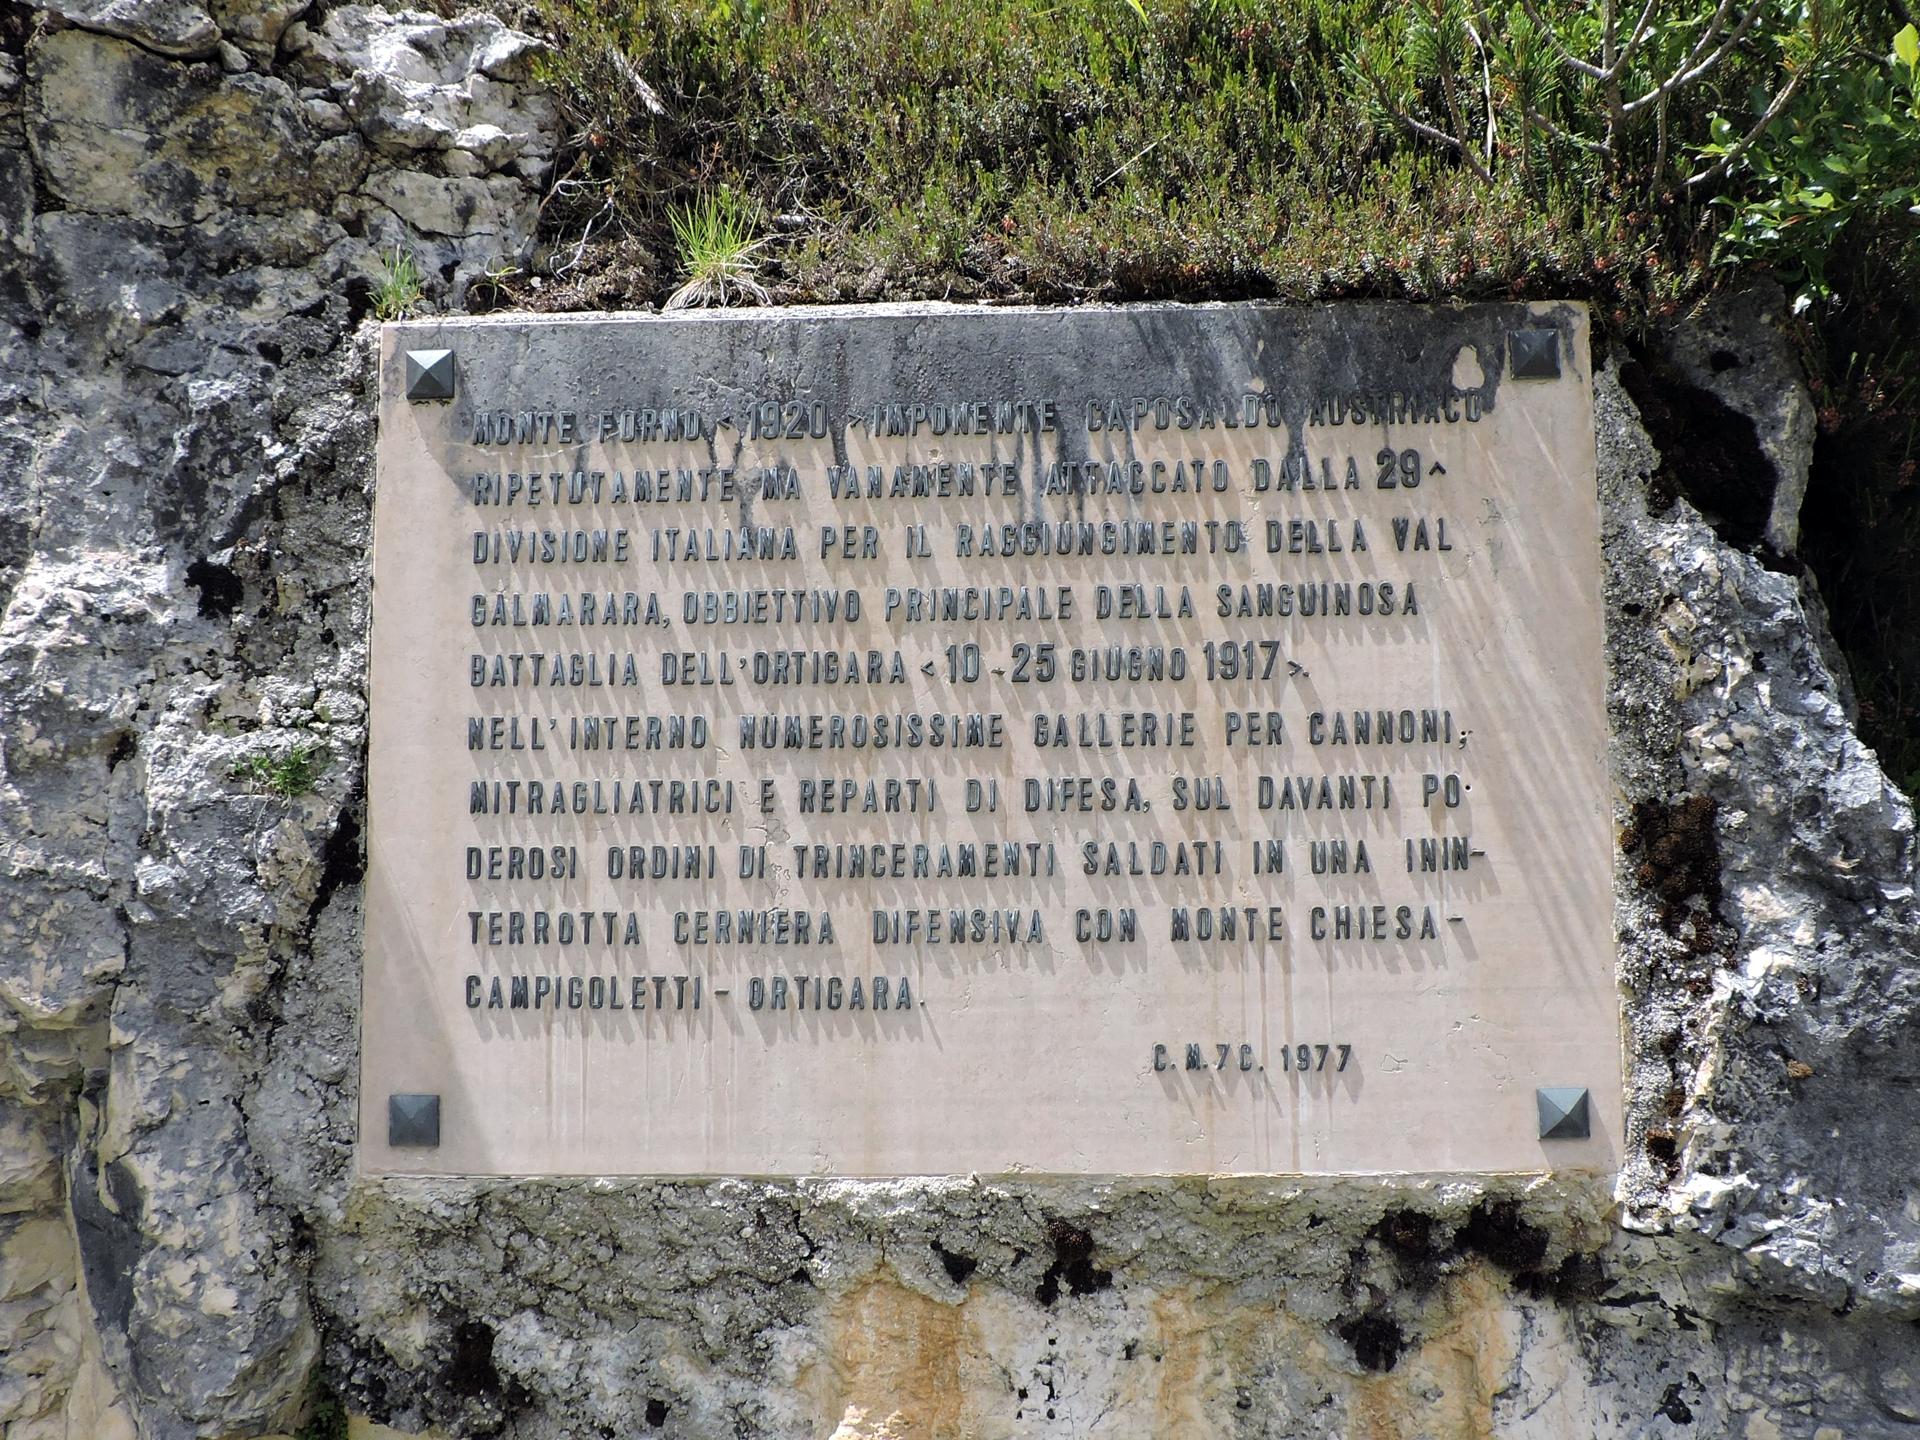 MONTE FORNO < 1920 > IMPONENTE CAPOSALDO AUSTRIACO
RIPETUTAMENTE MA VANAMENTE ATTACCATO DALLA 29^
DIVISIONE ITALIANA PER IL RAGGIUNGIMENTO DELLA VAL
GALMARARA, OBBIETTIVO PRINCIPALE DELLA SANGUINOSA
BATTAGLIA DELL'ORTIGARA < 10 - 25 GIUGNO 1917 >.
NELL'INTERNO NUMEROSISSIME GALLERIE PER CANNONI,
MITRAGLIATRICI E REPARTI DI DIFESA, SUL DAVANTI PO-
DEROSI ORDINI DI TRINCERAMENTI SALDATI IN UNA ININ-
TERROTTA CERNIERA DIFENSIVA CON MONTE CHIESA-
CAMPIGOLETTI - ORTIGARA.
C. M. 7 C. 1977